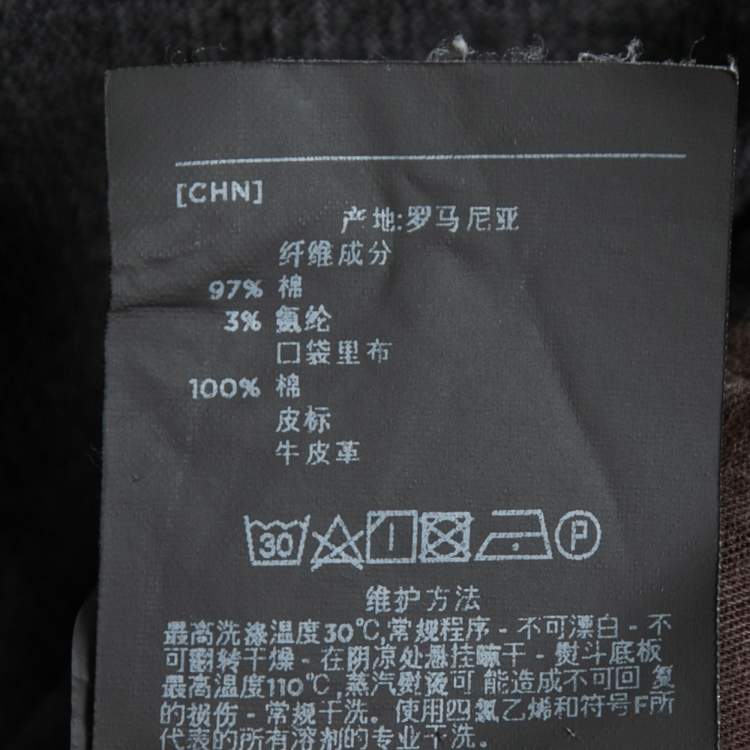 [CHN]
产地:罗马尼亚
纤维成分
97% 棉
3% 氨纶
口袋里布
100% 棉
皮标
牛皮革
30 P
维护方法
最高洗涤温度30℃,常规程序 - 不可漂白 - 不
可翻转干燥 - 在阴凉处悬挂晾干 - 熨斗底板
最高温度110℃,蒸汽熨烫可能造成不可回复
的损伤 - 常规干洗。使用四氯乙烯和符号F所
代表的所有溶剂的专业干洗。